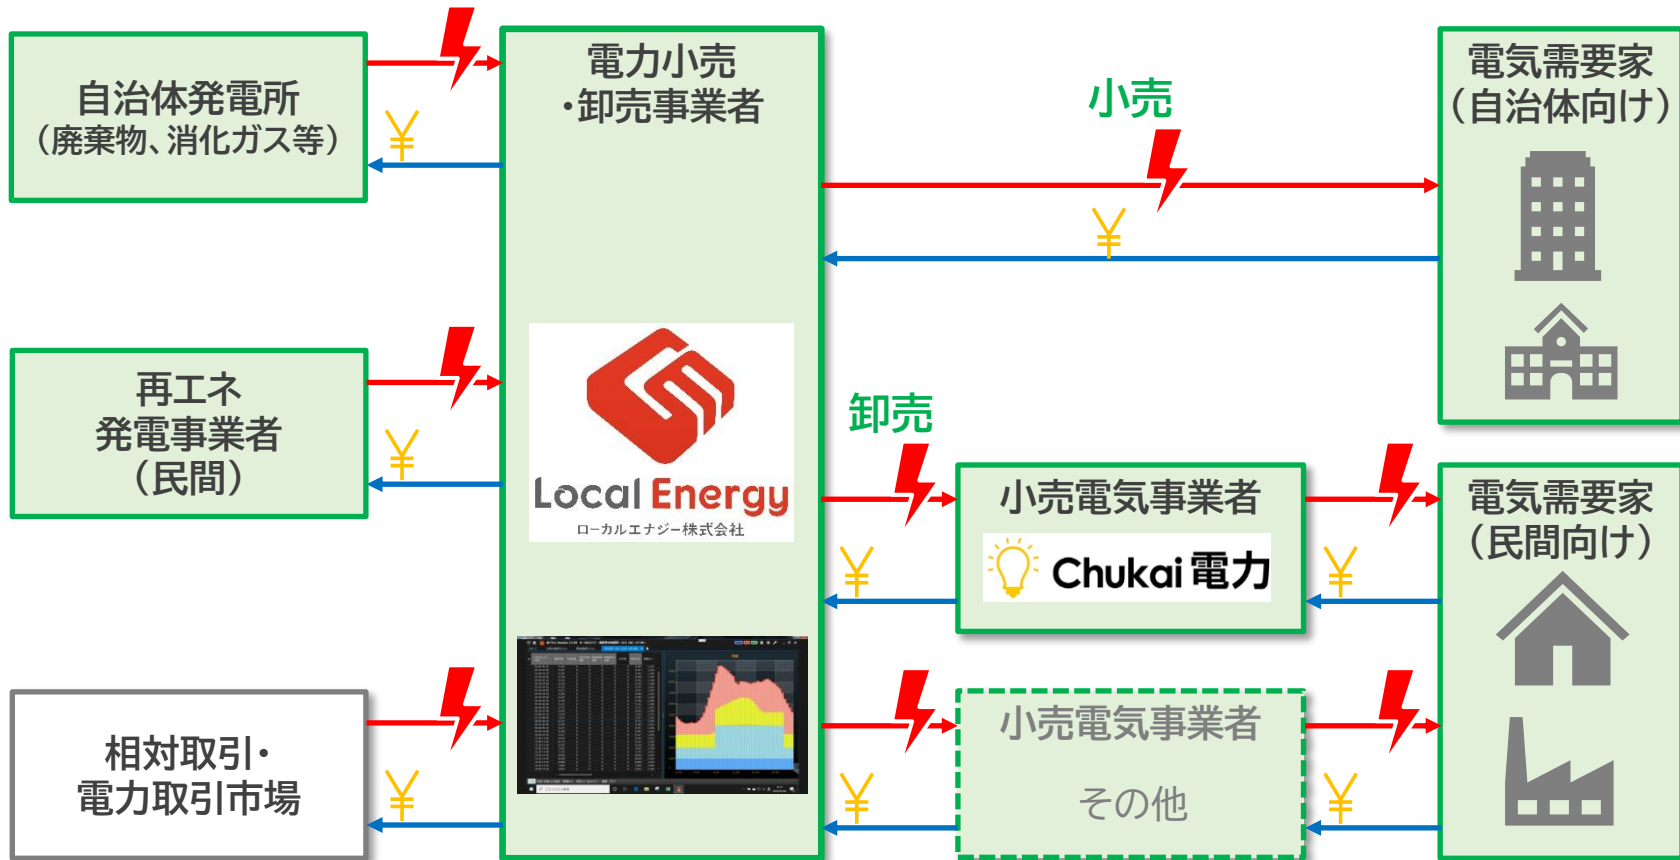 自治体発電所
（廃棄物、消化ガス等）
￥
電力小売
・卸売事業者
小売
￥
電気需要家
（自治体向け）
再エネ
発電事業者
（民間）
￥
Local Energy
ローカルエナジー株式会社
卸売
小売電気事業者
Chukai 電力
￥
￥
電気需要家
（民間向け）
相対取引・
電力取引市場
￥
小売電気事業者
その他
￥
￥